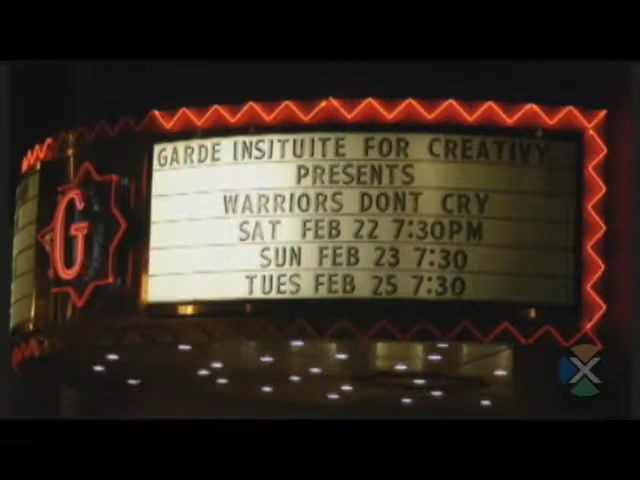 GARDE INSITUITE FOR CREATIVY
PRESENTS
WARRIORS DONT CRY
SAT FEB 22 7:30PM
SUN FEB 23 7:30
TUES FEB 25 7:30
G
X